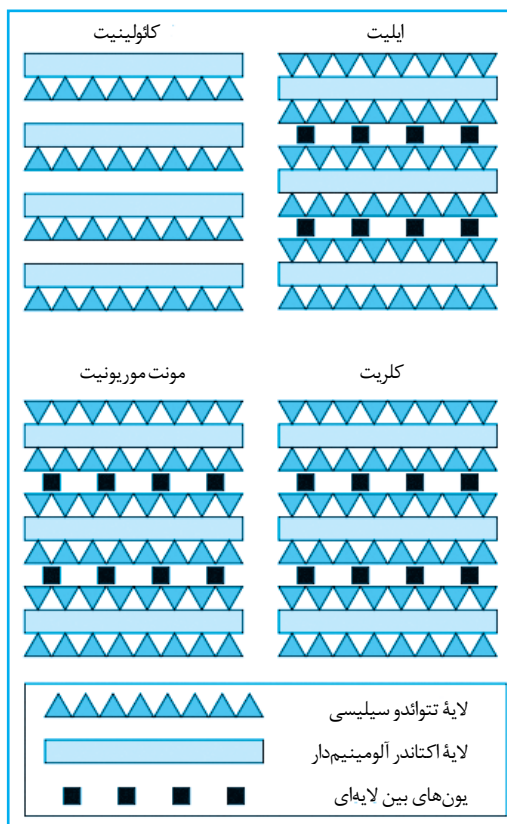 کائولینیت
ایلیت
مونت موریونیت
کلریت
لایهٔ تتوائدو سیلیسی
لایهٔ اکتاندر آلومینیم‌دار
یون‌های بین لایه‌ای